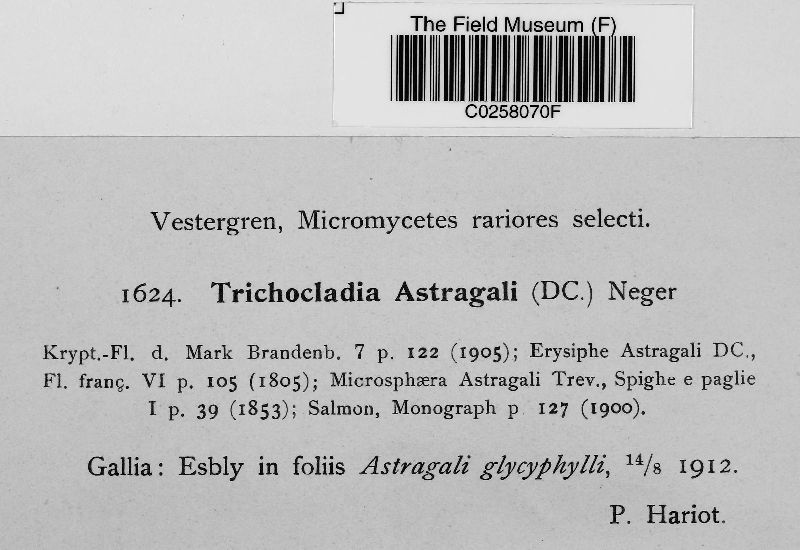 The Field Museum (F)
C0258070F
Vestergren, Micromycetes rariores selecti.
1624. Trichocladia Astragali (DC.) Neger
Krypt.-Fl. d. Mark Brandenb. 7 p. 122 (1905); Erysiphe Astragali DC.,
Fl. franç. VI p. 105 (1805); Microsphæra Astragali Trev., Spighe e paglie
I p. 39 (1853); Salmon, Monograph p 127 (1900).
Gallia: Esbly in foliis Astragali glycyphylli, 14/8 1912.
P. Hariot.